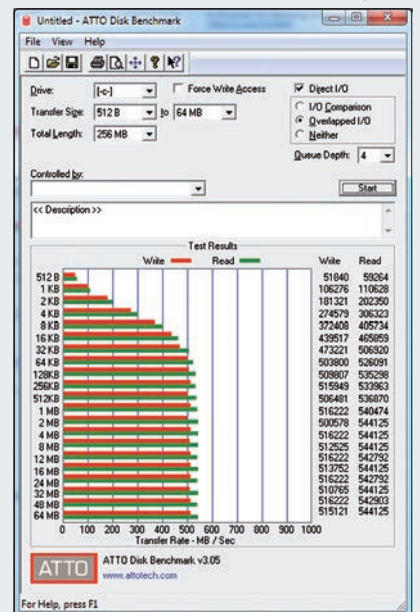 Untitled - ATTO Disk Benchmark
File View Help
Drive: [-c-] Force Write Access Direct I/O
Transfer Size: 512 B to 64 MB I/O Comparison
Overlapped I/O
Total Length: 256 MB Neither
Queue Depth: 4
Controlled by:
Start
<< Description >>
Test Results
Write Read Write Read
512 B 51840 59264
1 KB 106276 110628
2 KB 181321 202350
4 KB 274579 306323
8 KB 372408 405734
16 KB 439517 465859
32 KB 473221 506920
64 KB 503800 526091
128KB 509807 535298
256KB 515949 533963
512KB 506481 536870
1 MB 516222 540474
2 MB 500578 544125
4 MB 516222 544125
8 MB 512525 544125
12 MB 516222 542792
16 MB 513752 544125
24 MB 516222 542792
32 MB 510765 544125
48 MB 516222 542903
64 MB 515121 544125
0 100 200 300 400 500 600 700 800 900 1000
Transfer Rate - MB / Sec
ATTO ATTO Disk Benchmark v3.05
www.attotech.com
For Help, press F1